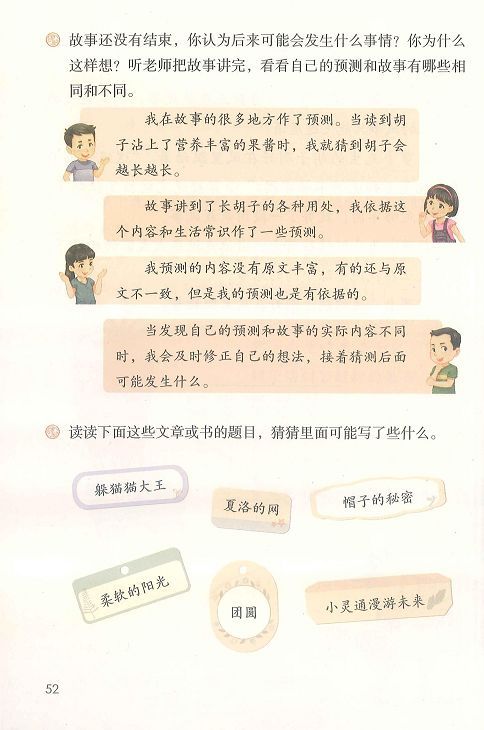 故事还没有结束，你认为后来可能会发生什么事情？你为什么
这样想？听老师把故事讲完，看看自己的预测和故事有哪些相
同和不同。
我在故事的很多地方作了预测。当读到胡
子沾上了营养丰富的果酱时，我就猜到胡子会
越长越长。
故事讲到了长胡子的各种用处，我依据这
个内容和生活常识作了一些预测。
我预测的内容没有原文丰富，有的还与原
文不一致，但是我的预测也是有依据的。
当发现自己的预测和故事的实际内容不同
时，我会及时修正自己的想法，接着猜测后面
可能发生什么。
读读下面这些文章或书的题目，猜猜里面可能写了些什么。
躲猫猫大王
夏洛的网
帽子的秘密
柔软的阳光
团圆
小灵通漫游未来
52